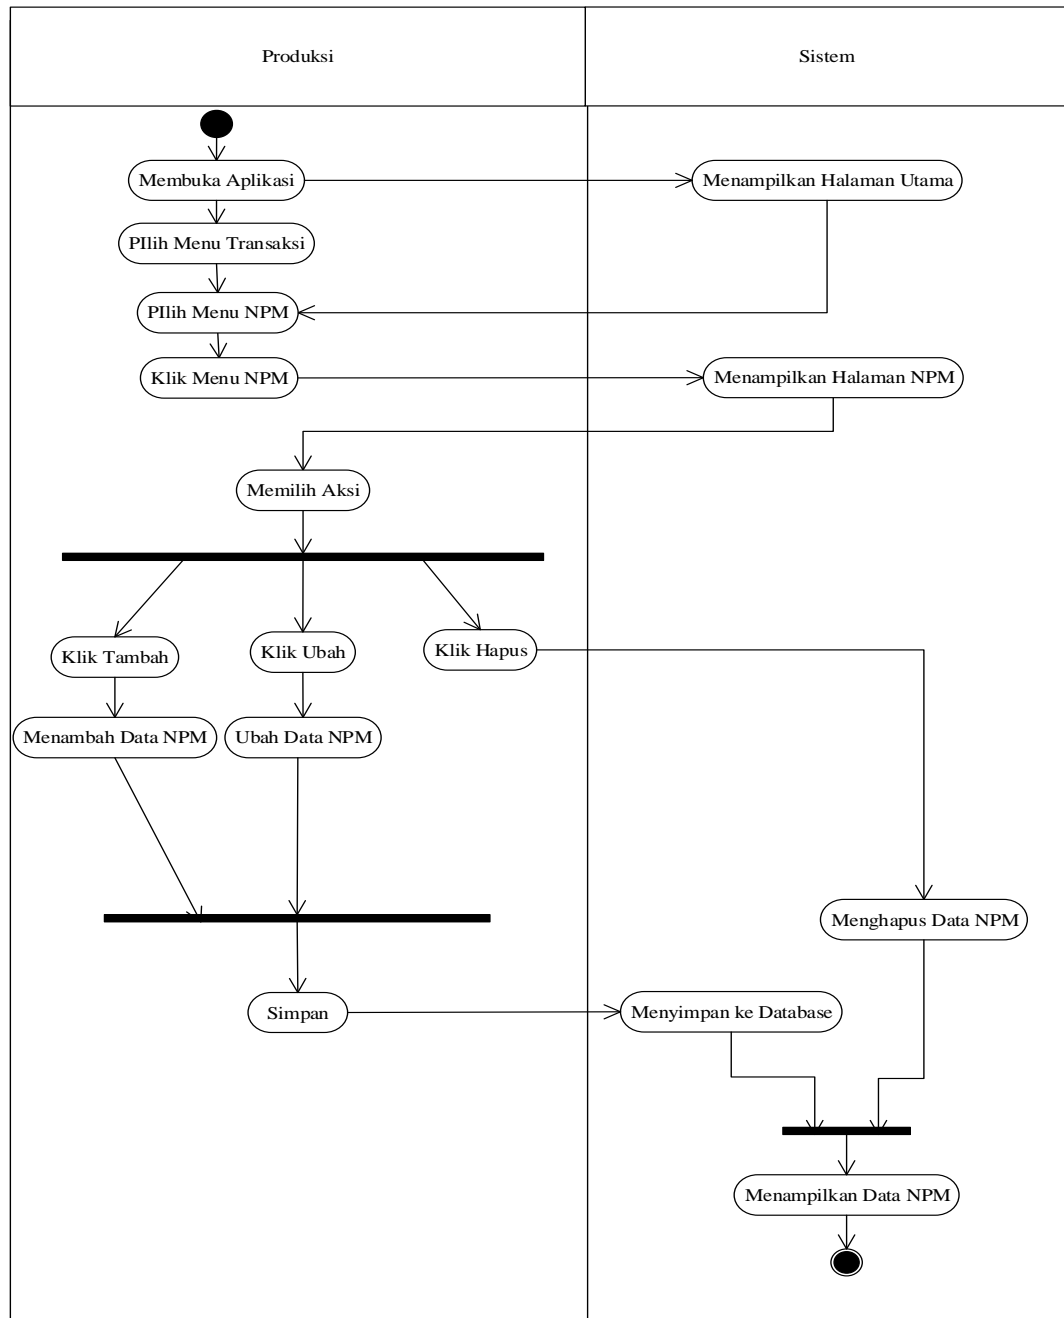 Produksi
Sistem
Membuka Aplikasi
Menampilkan Halaman Utama
PIlih Menu Transaksi
PIlih Menu NPM
Klik Menu NPM
Menampilkan Halaman NPM
Memilih Aksi
Klik Tambah
Klik Ubah
Klik Hapus
Menambah Data NPM
Ubah Data NPM
Menghapus Data NPM
Simpan
Menyimpan ke Database
Menampilkan Data NPM